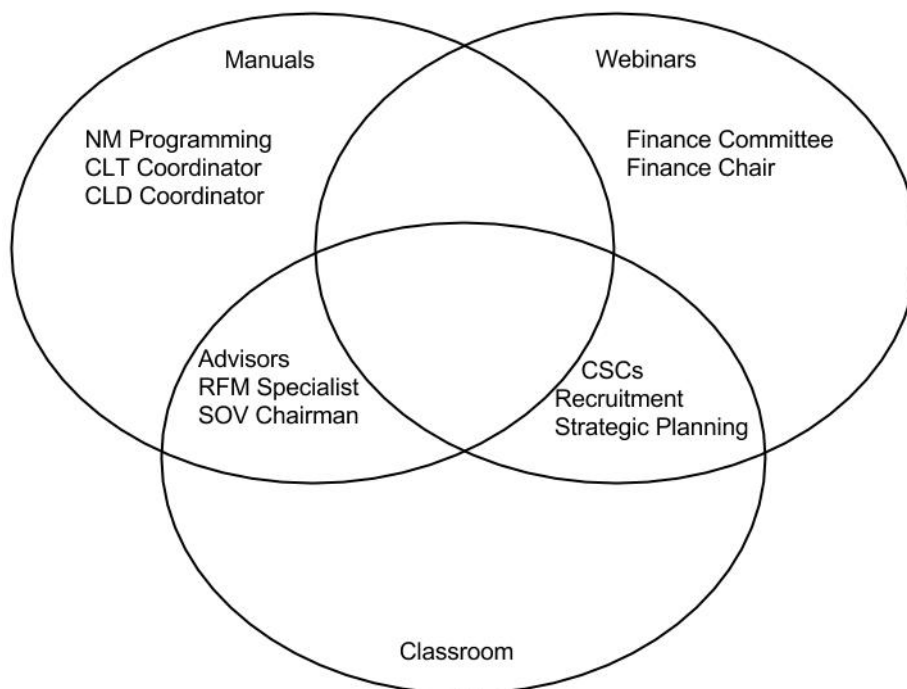 Manuals
Webinars
NM Programming
CLT Coordinator
CLD Coordinator
Finance Committee
Finance Chair
Advisors
RFM Specialist
SOV Chairman
CSCs
Recruitment
Strategic Planning
Classroom